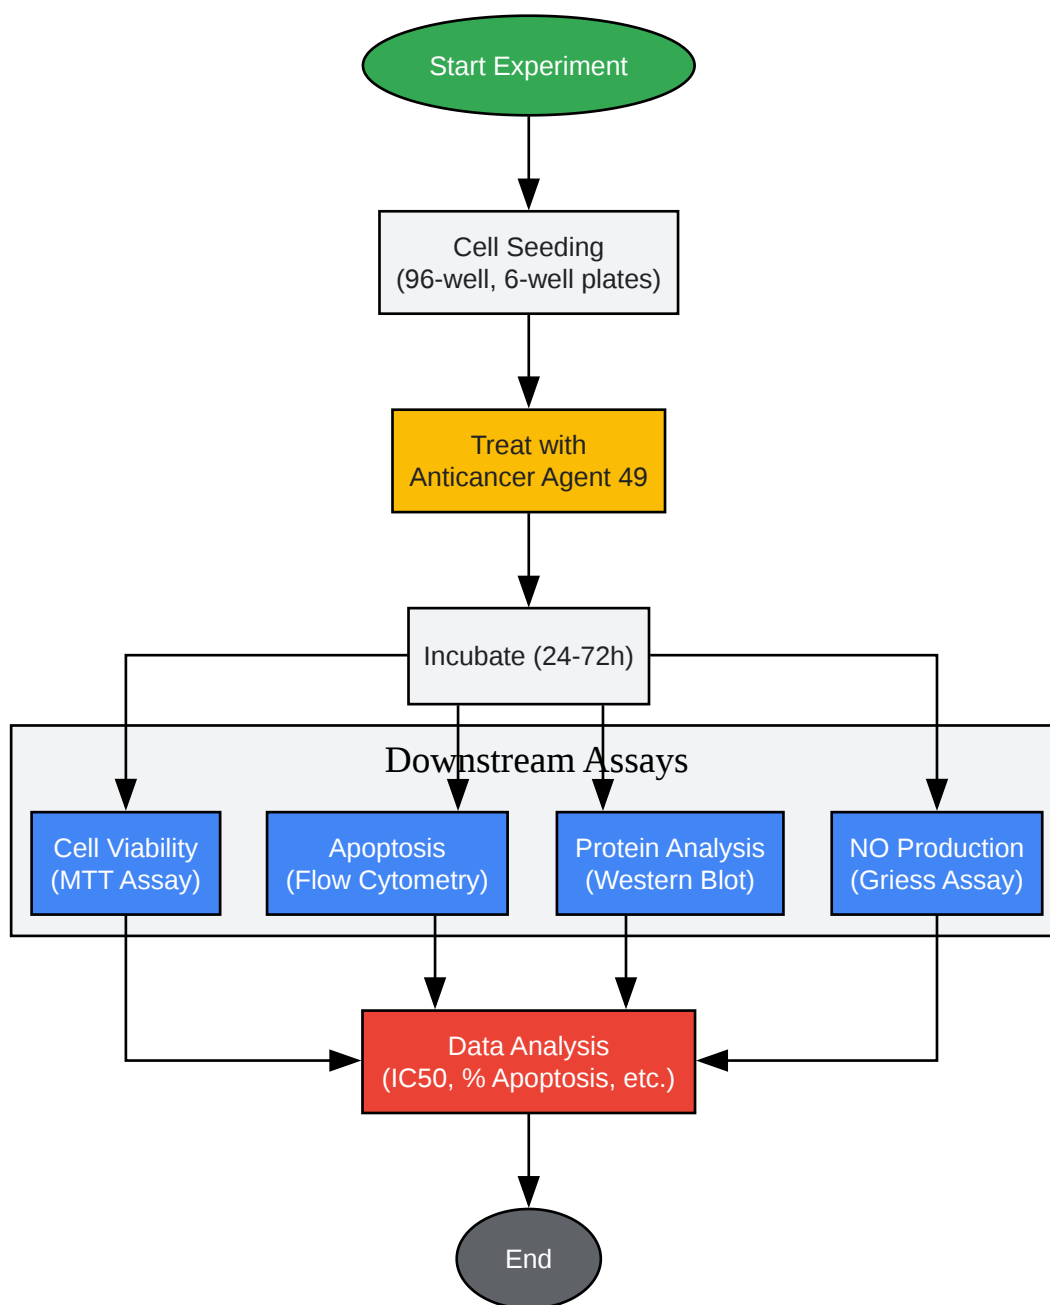 Start Experiment
Cell Seeding
(96-well, 6-well plates)
Treat with
Anticancer Agent 49
Incubate (24-72h)
Downstream Assays
Cell Viability
(MTT Assay)
Apoptosis
(Flow Cytometry)
Protein Analysis
(Western Blot)
NO Production
(Griess Assay)
Data Analysis
(IC50, % Apoptosis, etc.)
End